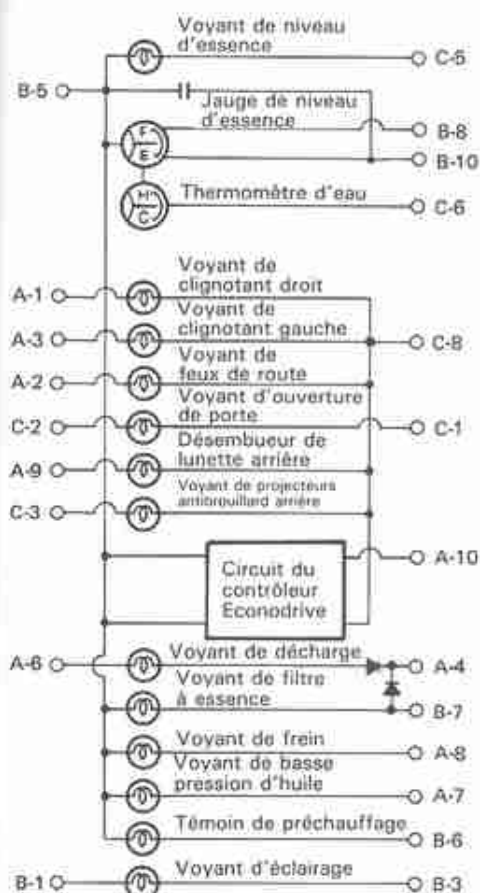 Voyant de niveau
d'essence
C-5
B-5
Jauge de niveau
d'essence
F
E
B-8
B-10
H
C
Thermomètre d'eau
C-6
Voyant de
clignotant droit
A-1
Voyant de
clignotant gauche
A-3
C-8
Voyant de
feux de route
A-2
Voyant d'ouverture
de porte
C-2
C-1
Désembueur de
lunette arrière
A-9
Voyant de projecteurs
antibrouillard arrière
C-3
A-10
Circuit du
contrôleur
Econodrive
Voyant de décharge
A-6
A-4
Voyant de filtre
à essence
B-7
Voyant de frein
A-8
Voyant de basse
pression d'huile
A-7
Témoin de préchauffage
B-6
Voyant d'éclairage
B-1
B-3